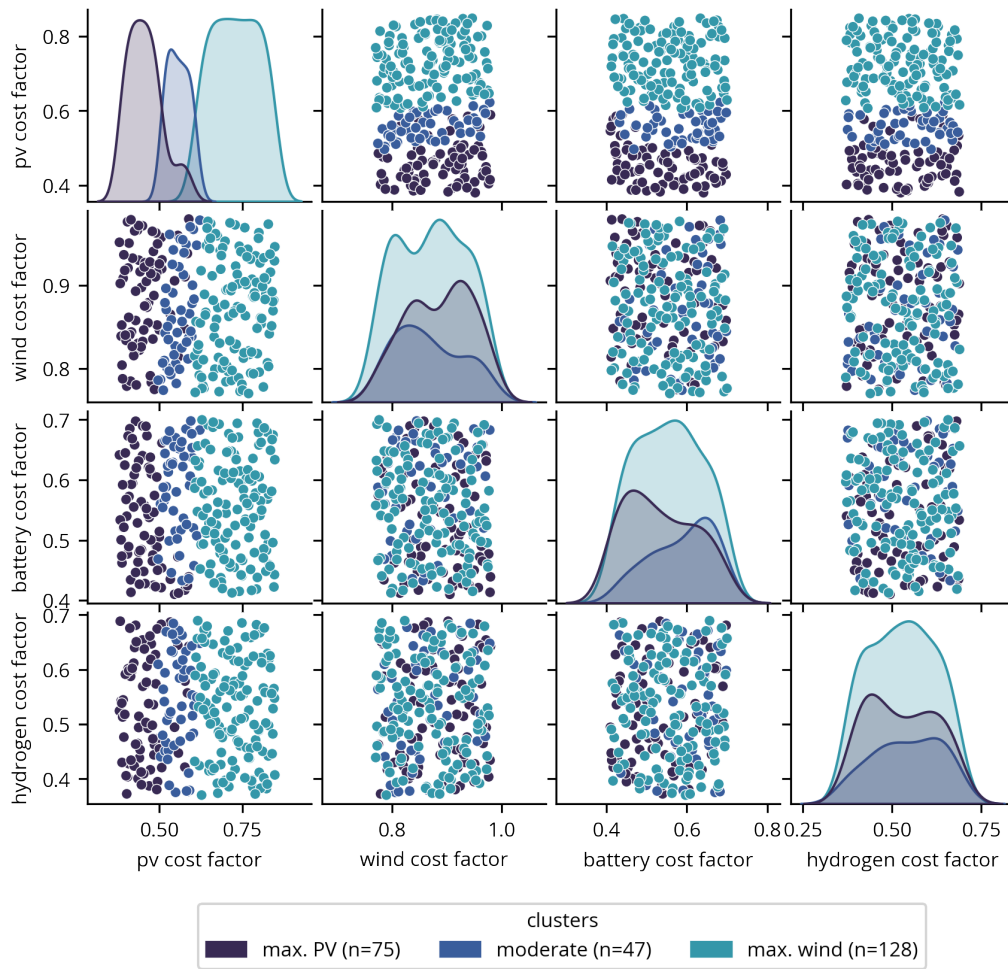 pv cost factor
0.8
0.6
0.4
wind cost factor
0.9
0.8
battery cost factor
0.7
0.6
0.5
0.4
hydrogen cost factor
0.7
0.6
0.5
0.4
0.50 0.75
0.8 1.0
0.4 0.6 0.8
0.25 0.50 0.75
pv cost factor
wind cost factor
battery cost factor
hydrogen cost factor
clusters
max. PV (n=75)
moderate (n=47)
max. wind (n=128)